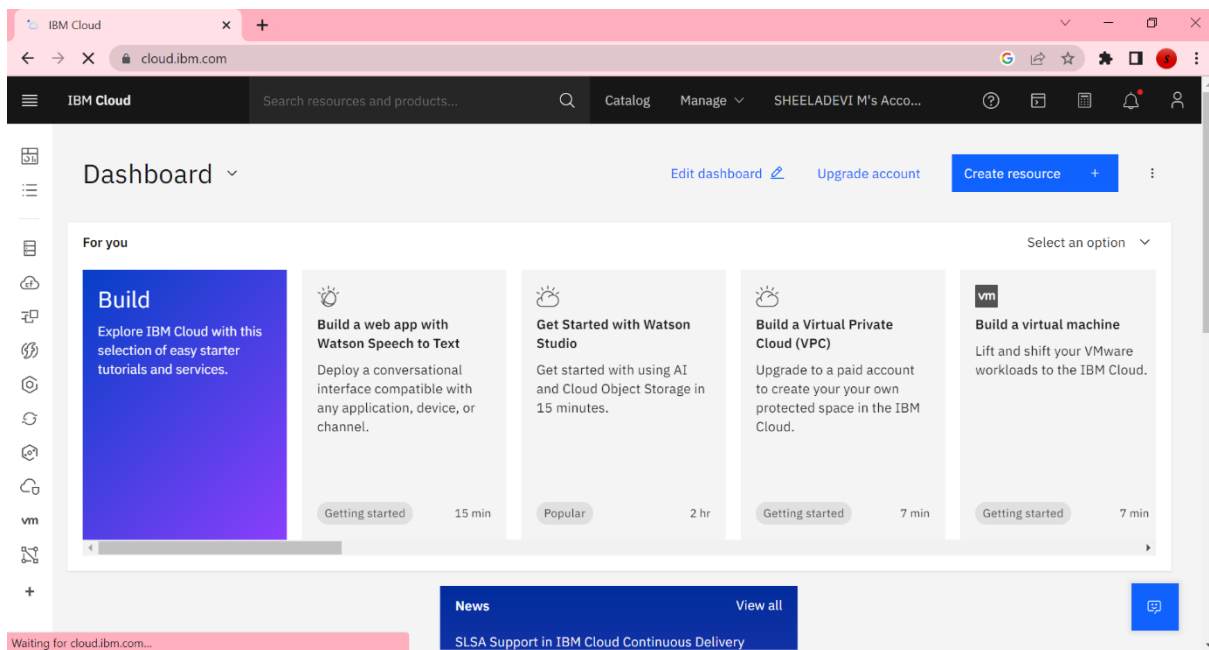 IBM Cloud
cloud.ibm.com
IBM Cloud Search resources and products... Catalog Manage SHEELADEVI M's Acco...
Dashboard Edit dashboard Upgrade account Create resource +
For you Select an option
Build
Explore IBM Cloud with this
selection of easy starter
tutorials and services.
Build a web app with
Watson Speech to Text
Deploy a conversational
interface compatible with
any application, device, or
channel.
Getting started 15 min
Get Started with Watson
Studio
Get started with using AI
and Cloud Object Storage in
15 minutes.
Popular 2 hr
Build a Virtual Private
Cloud (VPC)
Upgrade to a paid account
to create your your own
protected space in the IBM
Cloud.
Getting started 7 min
vm
Build a virtual machine
Lift and shift your VMware
workloads to the IBM Cloud.
Getting started 7 min
vm
News View all
SLSA Support in IBM Cloud Continuous Delivery
Waiting for cloud.ibm.com...